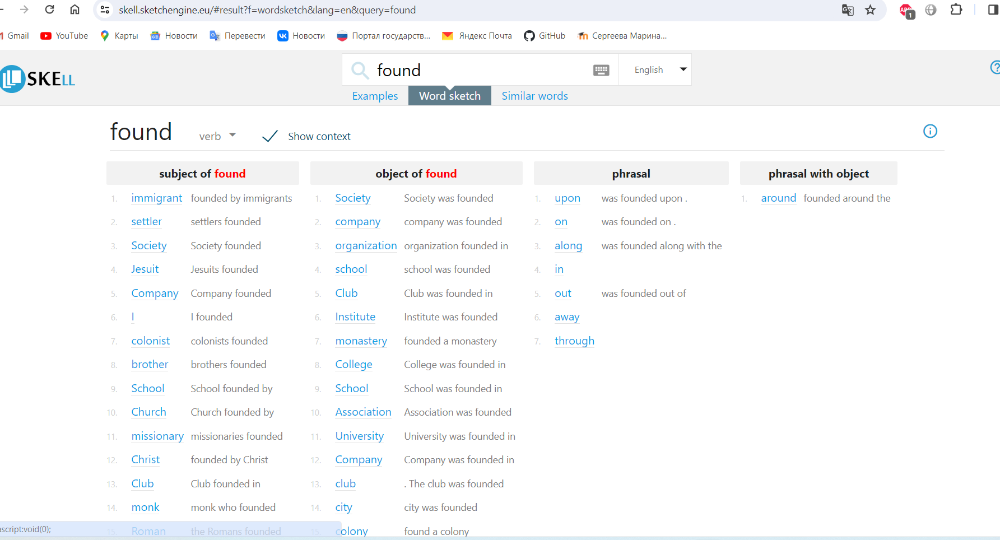 skell.sketchengine.eu/#result?f=wordsketch&lang=en&query=found
1
Gmail YouTube Карты Новости Перевести Новости Портал государств... Яндекс Почта GitHub Сергеева Марина...
SKELL
found English
Examples Word sketch Similar words
found verb Show context
subject of found
1. immigrant founded by immigrants
2. settler settlers founded
3. Society Society founded
4. Jesuit Jesuits founded
5. Company Company founded
6. I I founded
7. colonist colonists founded
8. brother brothers founded
9. School School founded by
10. Church Church founded by
11. missionary missionaries founded
12. Christ founded by Christ
13. Club Club founded in
14. monk monk who founded
15. Roman the Romans founded
object of found
1. Society Society was founded
2. company company was founded
3. organization organization founded in
4. school school was founded
5. Club Club was founded in
6. Institute Institute was founded
7. monastery founded a monastery
8. College College was founded in
9. School School was founded in
10. Association Association was founded
11. University University was founded in
12. Company Company was founded in
13. club . The club was founded
14. city city was founded
15. colony found a colony
phrasal
1. upon was founded upon .
2. on was founded on .
3. along was founded along with the
4. in
5. out was founded out of
6. away
7. through
phrasal with object
1. around founded around the
ascript:void(0);